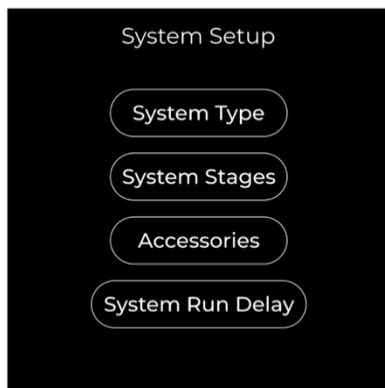 System Setup
System Type
System Stages
Accessories
System Run Delay